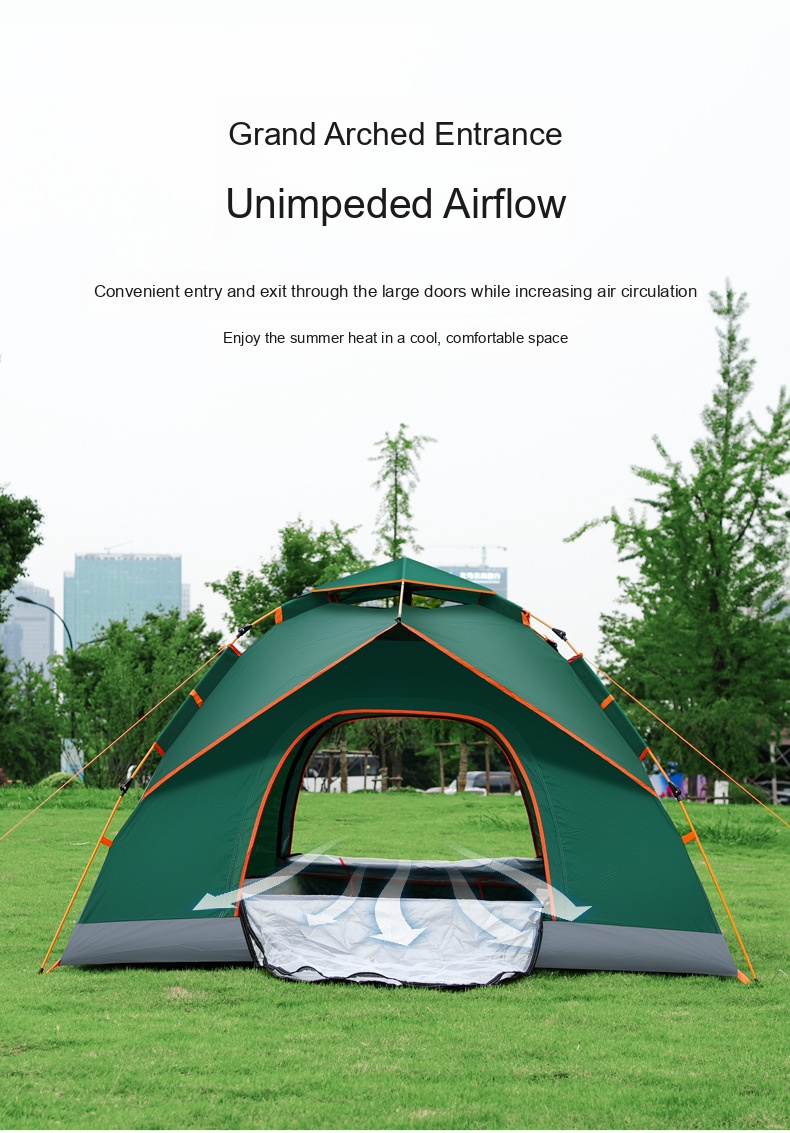 Grand Arched Entrance
Unimpeded Airflow
Convenient entry and exit through the large doors while increasing air circulation
Enjoy the summer heat in a cool, comfortable space